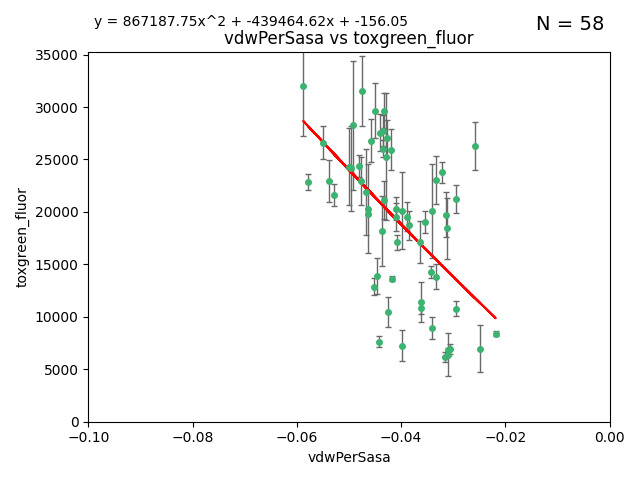 y = 867187.75x^2 + -439464.62x + -156.05
N = 58
vdwPerSasa vs toxgreen_fluor
35000
30000
25000
20000
15000
10000
5000
0
toxgreen_fluor
−0.10
−0.08
−0.06
−0.04
−0.02
0.00
vdwPerSasa